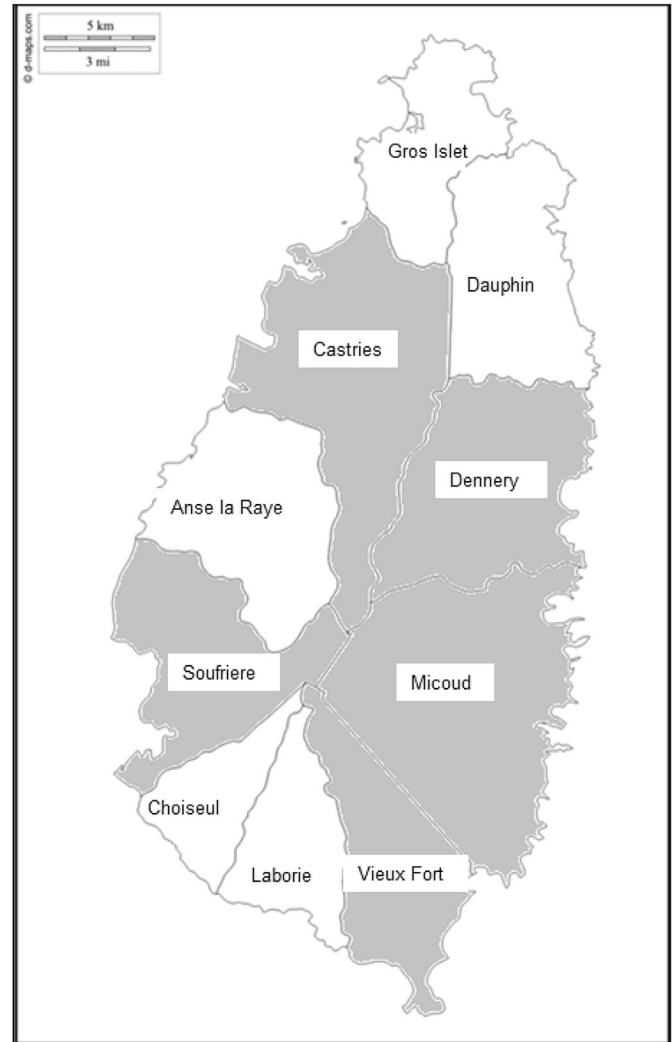 5 km
3 mi
© d-maps.com
Gros Islet
Dauphin
Castries
Dennery
Anse la Raye
Soufriere
Micoud
Choiseul
Laborie
Vieux Fort